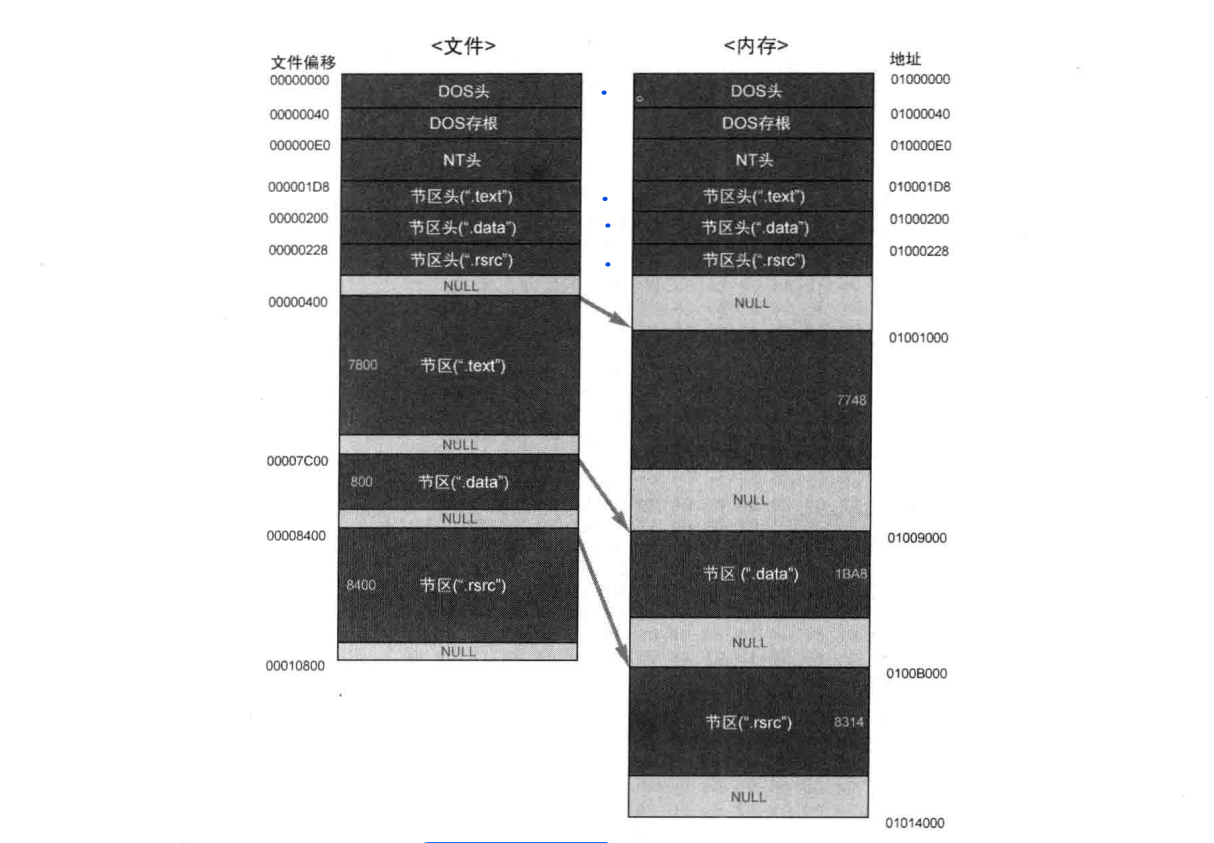 <文件>
<内存>
文件偏移
地址
00000000
DOS头
DOS头
01000000
00000040
DOS存根
DOS存根
01000040
000000E0
NT头
NT头
010000E0
000001D8
节区头(“.text”)
节区头(“.text”)
010001D8
00000200
节区头(“.data”)
节区头(“.data”)
01000200
00000228
节区头(“.rsrc”)
节区头(“.rsrc”)
01000228
NULL
NULL
00000400
01001000
7800
节区(“.text”)
7748
NULL
00007C00
800
节区(“.data”)
NULL
NULL
00008400
01009000
8400
节区(“.rsrc”)
节区 (“.data”)
1BA8
NULL
NULL
00010800
0100B000
节区(“.rsrc”)
8314
NULL
01014000